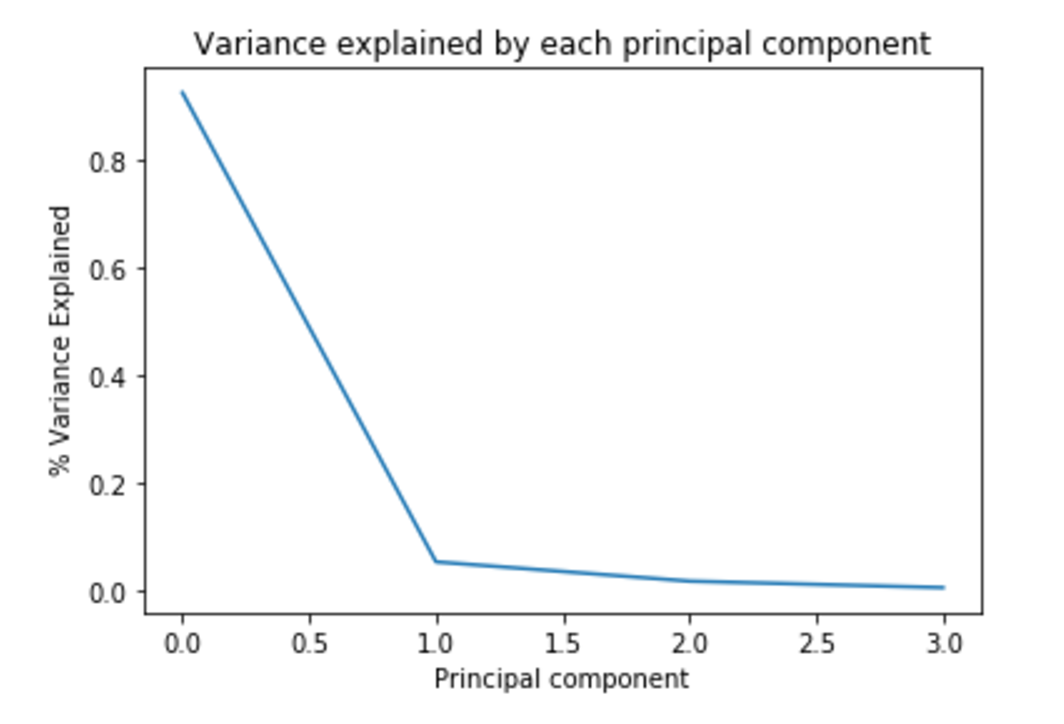 Variance explained by each principal component
% Variance Explained
0.8
0.6
0.4
0.2
0.0
0.0 0.5 1.0 1.5 2.0 2.5 3.0
Principal component